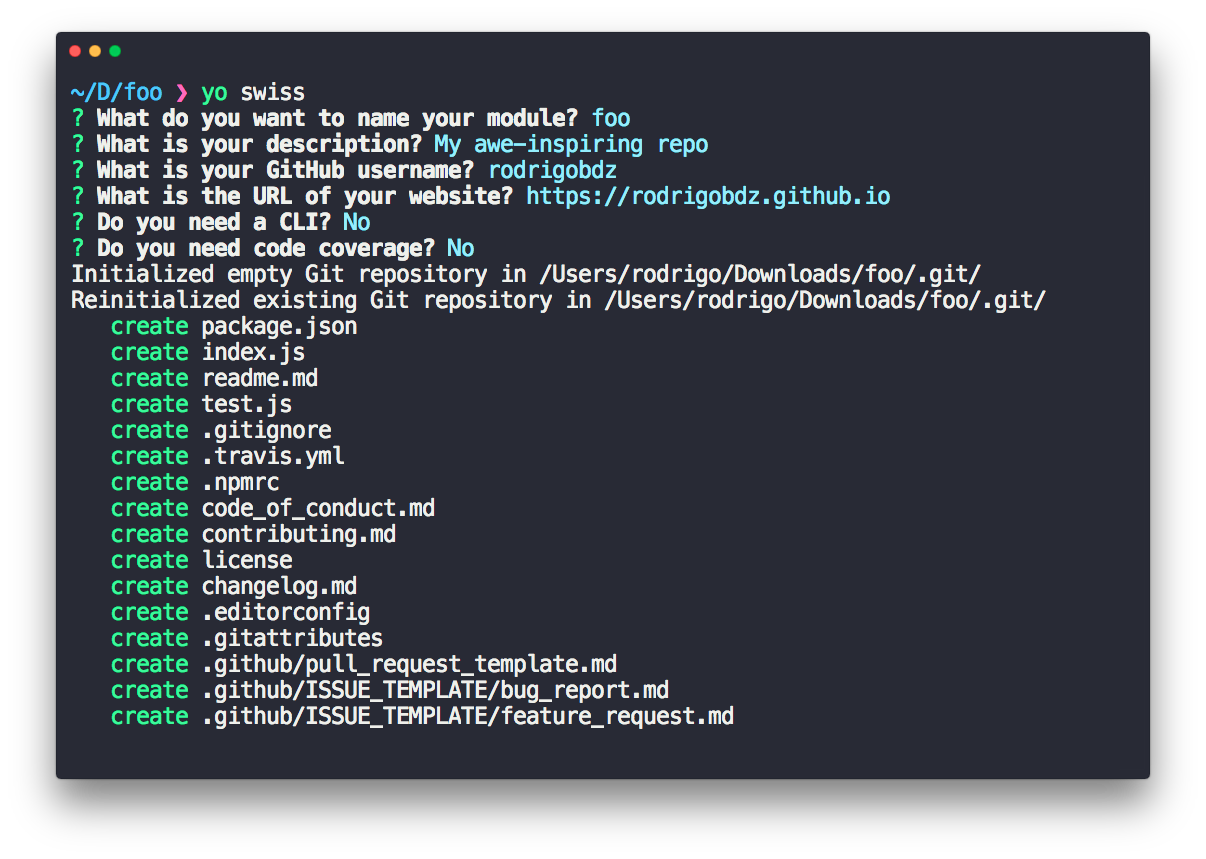 ~/D/foo ❯ yo swiss
? What do you want to name your module? foo
? What is your description? My awe-inspiring repo
? What is your GitHub username? rodrigobdz
? What is the URL of your website? https://rodrigobdz.github.io
? Do you need a CLI? No
? Do you need code coverage? No
Initialized empty Git repository in /Users/rodrigo/Downloads/foo/.git/
Reinitialized existing Git repository in /Users/rodrigo/Downloads/foo/.git/
   create package.json
   create index.js
   create readme.md
   create test.js
   create .gitignore
   create .travis.yml
   create .npmrc
   create code_of_conduct.md
   create contributing.md
   create license
   create changelog.md
   create .editorconfig
   create .gitattributes
   create .github/pull_request_template.md
   create .github/ISSUE_TEMPLATE/bug_report.md
   create .github/ISSUE_TEMPLATE/feature_request.md